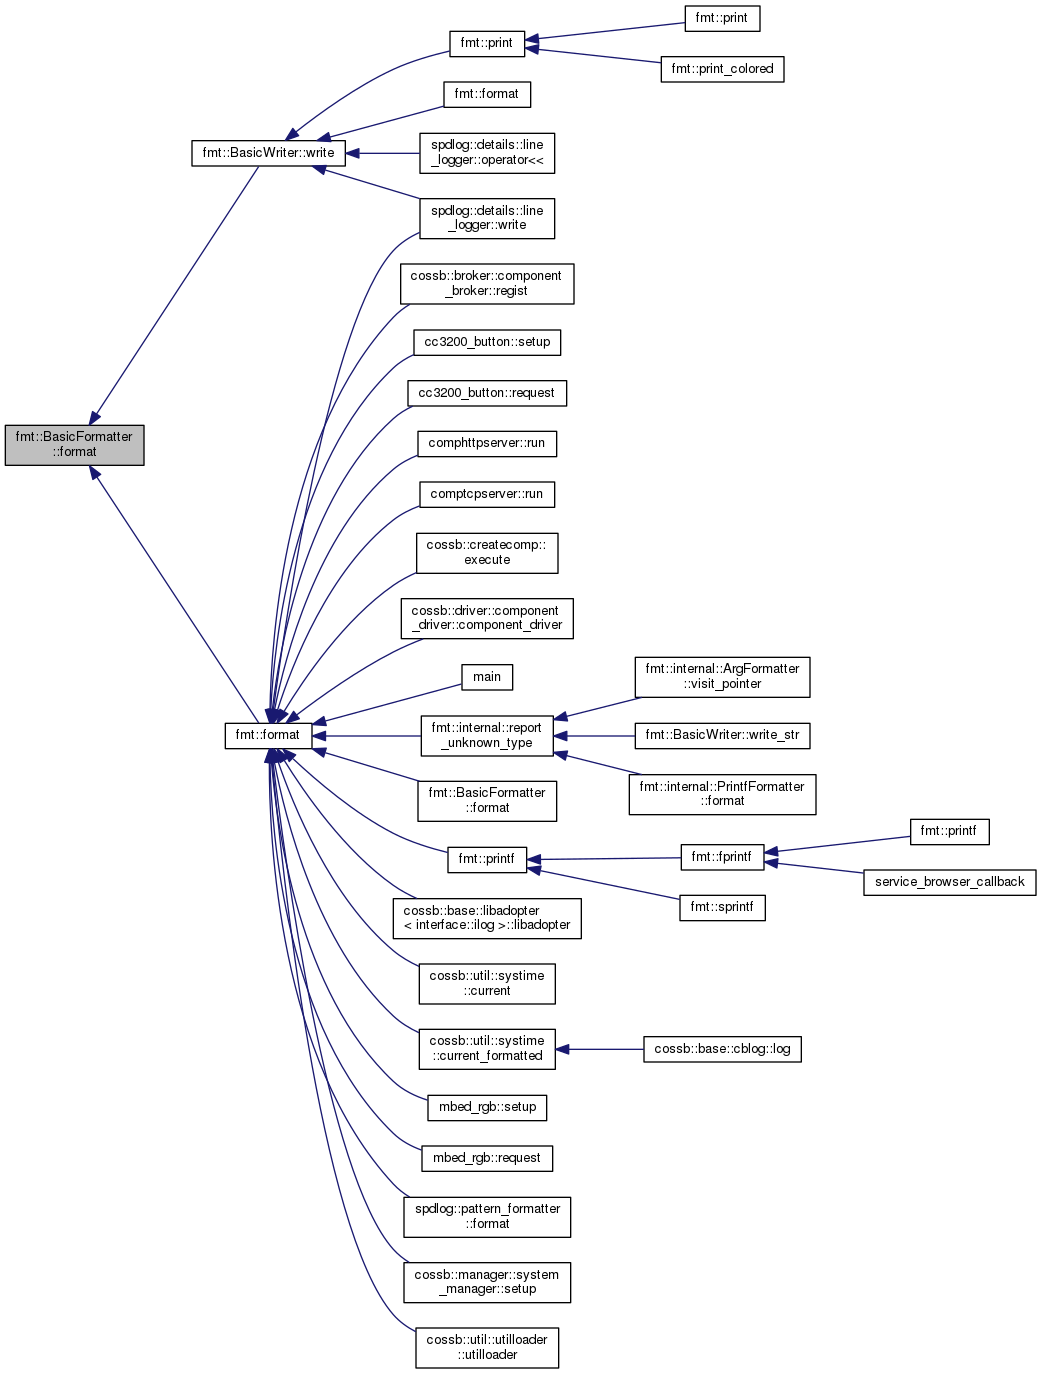 fmt::print
fmt::print
fmt::print_colored
fmt::format
spdlog::details::line
_logger::operator<<
fmt::BasicWriter::write
spdlog::details::line
_logger::write
cossb::broker::component
_broker::regist
cc3200_button::setup
cc3200_button::request
comphttpserver::run
fmt::BasicFormatter
::format
comptcpserver::run
cossb::createcomp::
execute
cossb::driver::component
_driver::component_driver
main
fmt::internal::ArgFormatter
::visit_pointer
fmt::format
fmt::internal::report
_unknown_type
fmt::BasicWriter::write_str
fmt::internal::PrintfFormatter
::format
fmt::BasicFormatter
::format
fmt::printf
fmt::fprintf
fmt::printf
service_browser_callback
fmt::sprintf
cossb::base::libadopter
< interface::ilog >::libadopter
cossb::util::systime
::current
cossb::util::systime
::current_formatted
cossb::base::cblog::log
mbed_rgb::setup
mbed_rgb::request
spdlog::pattern_formatter
::format
cossb::manager::system
_manager::setup
cossb::util::utilloader
::utilloader